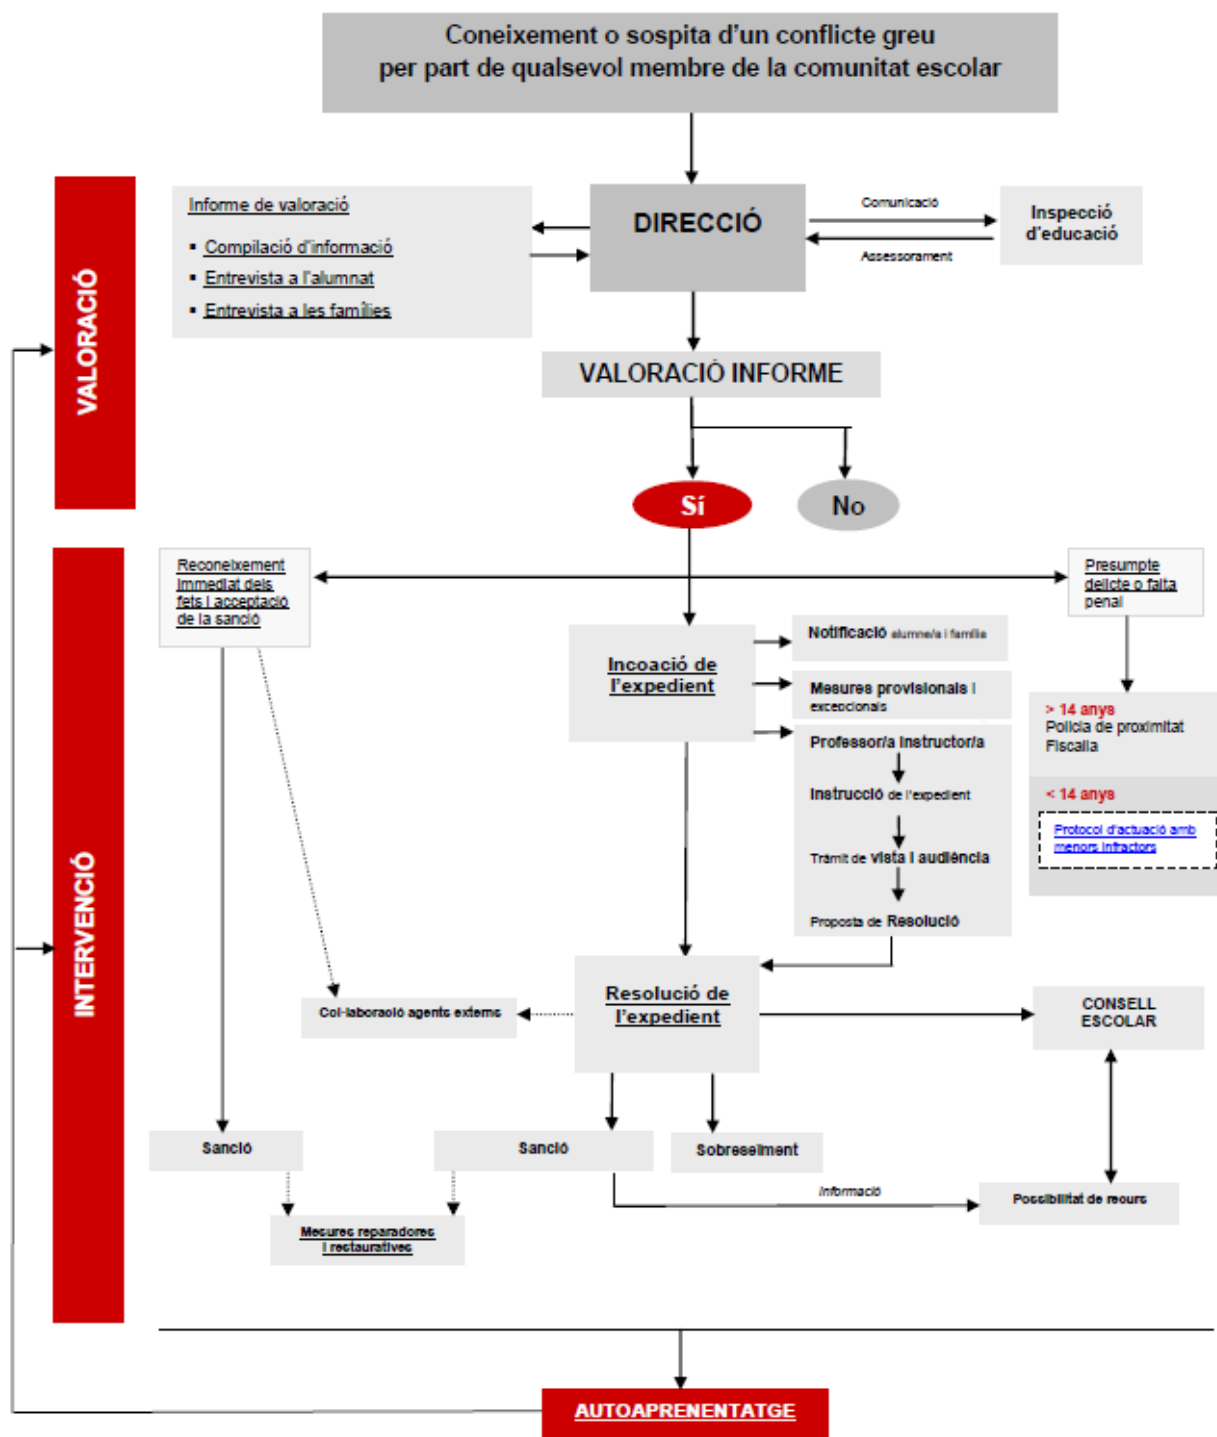 Coneixement o sospita d'un conflicte greu
per part de qualsevol membre de la comunitat escolar
VALORACIÓ
Informe de valoració
▪ Compilació d'informació
▪ Entrevista a l'alumnat
▪ Entrevista a les famílies
DIRECCIÓ
Comunicació
Assessorament
Inspecció
d'educació
VALORACIÓ INFORME
Sí
No
INTERVENCIÓ
Reconeixement
immediat dels
fets i acceptació
de la sanció
Presumpte
delicte o falta
penal
Incoació de
l'expedient
Notificació alumne/a i família
Mesures provisionals i
excepcionals
Professor/a instructor/a
Instrucció de l'expedient
Tràmit de vista i audiència
Proposta de Resolució
> 14 anys
Policia de proximitat
Fiscalia
< 14 anys
Protocol d'actuació amb
menors infractors
Resolució de
l'expedient
Col·laboració agents externs
CONSELL
ESCOLAR
Sanció
Sanció
Sobreseïment
Informació
Possibilitat de recurs
Mesures reparadores
i restauratives
AUTOAPRENENTATGE